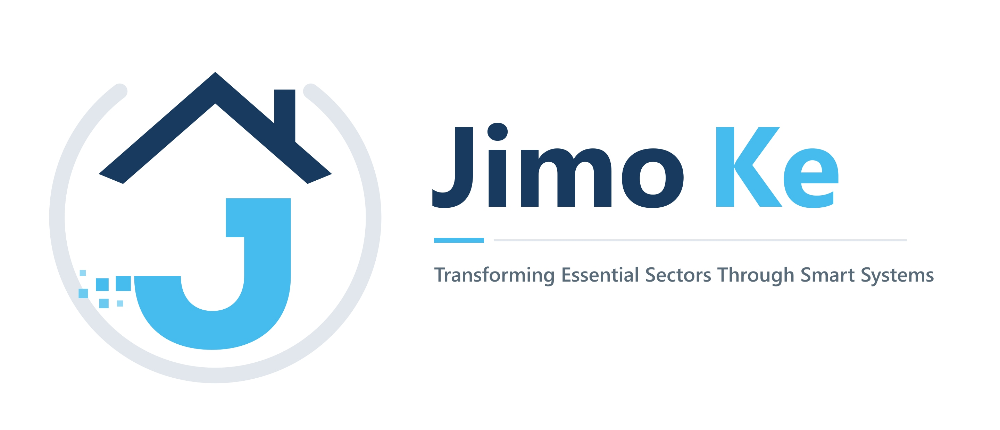 Jimo Ke
Transforming Essential Sectors Through Smart Systems